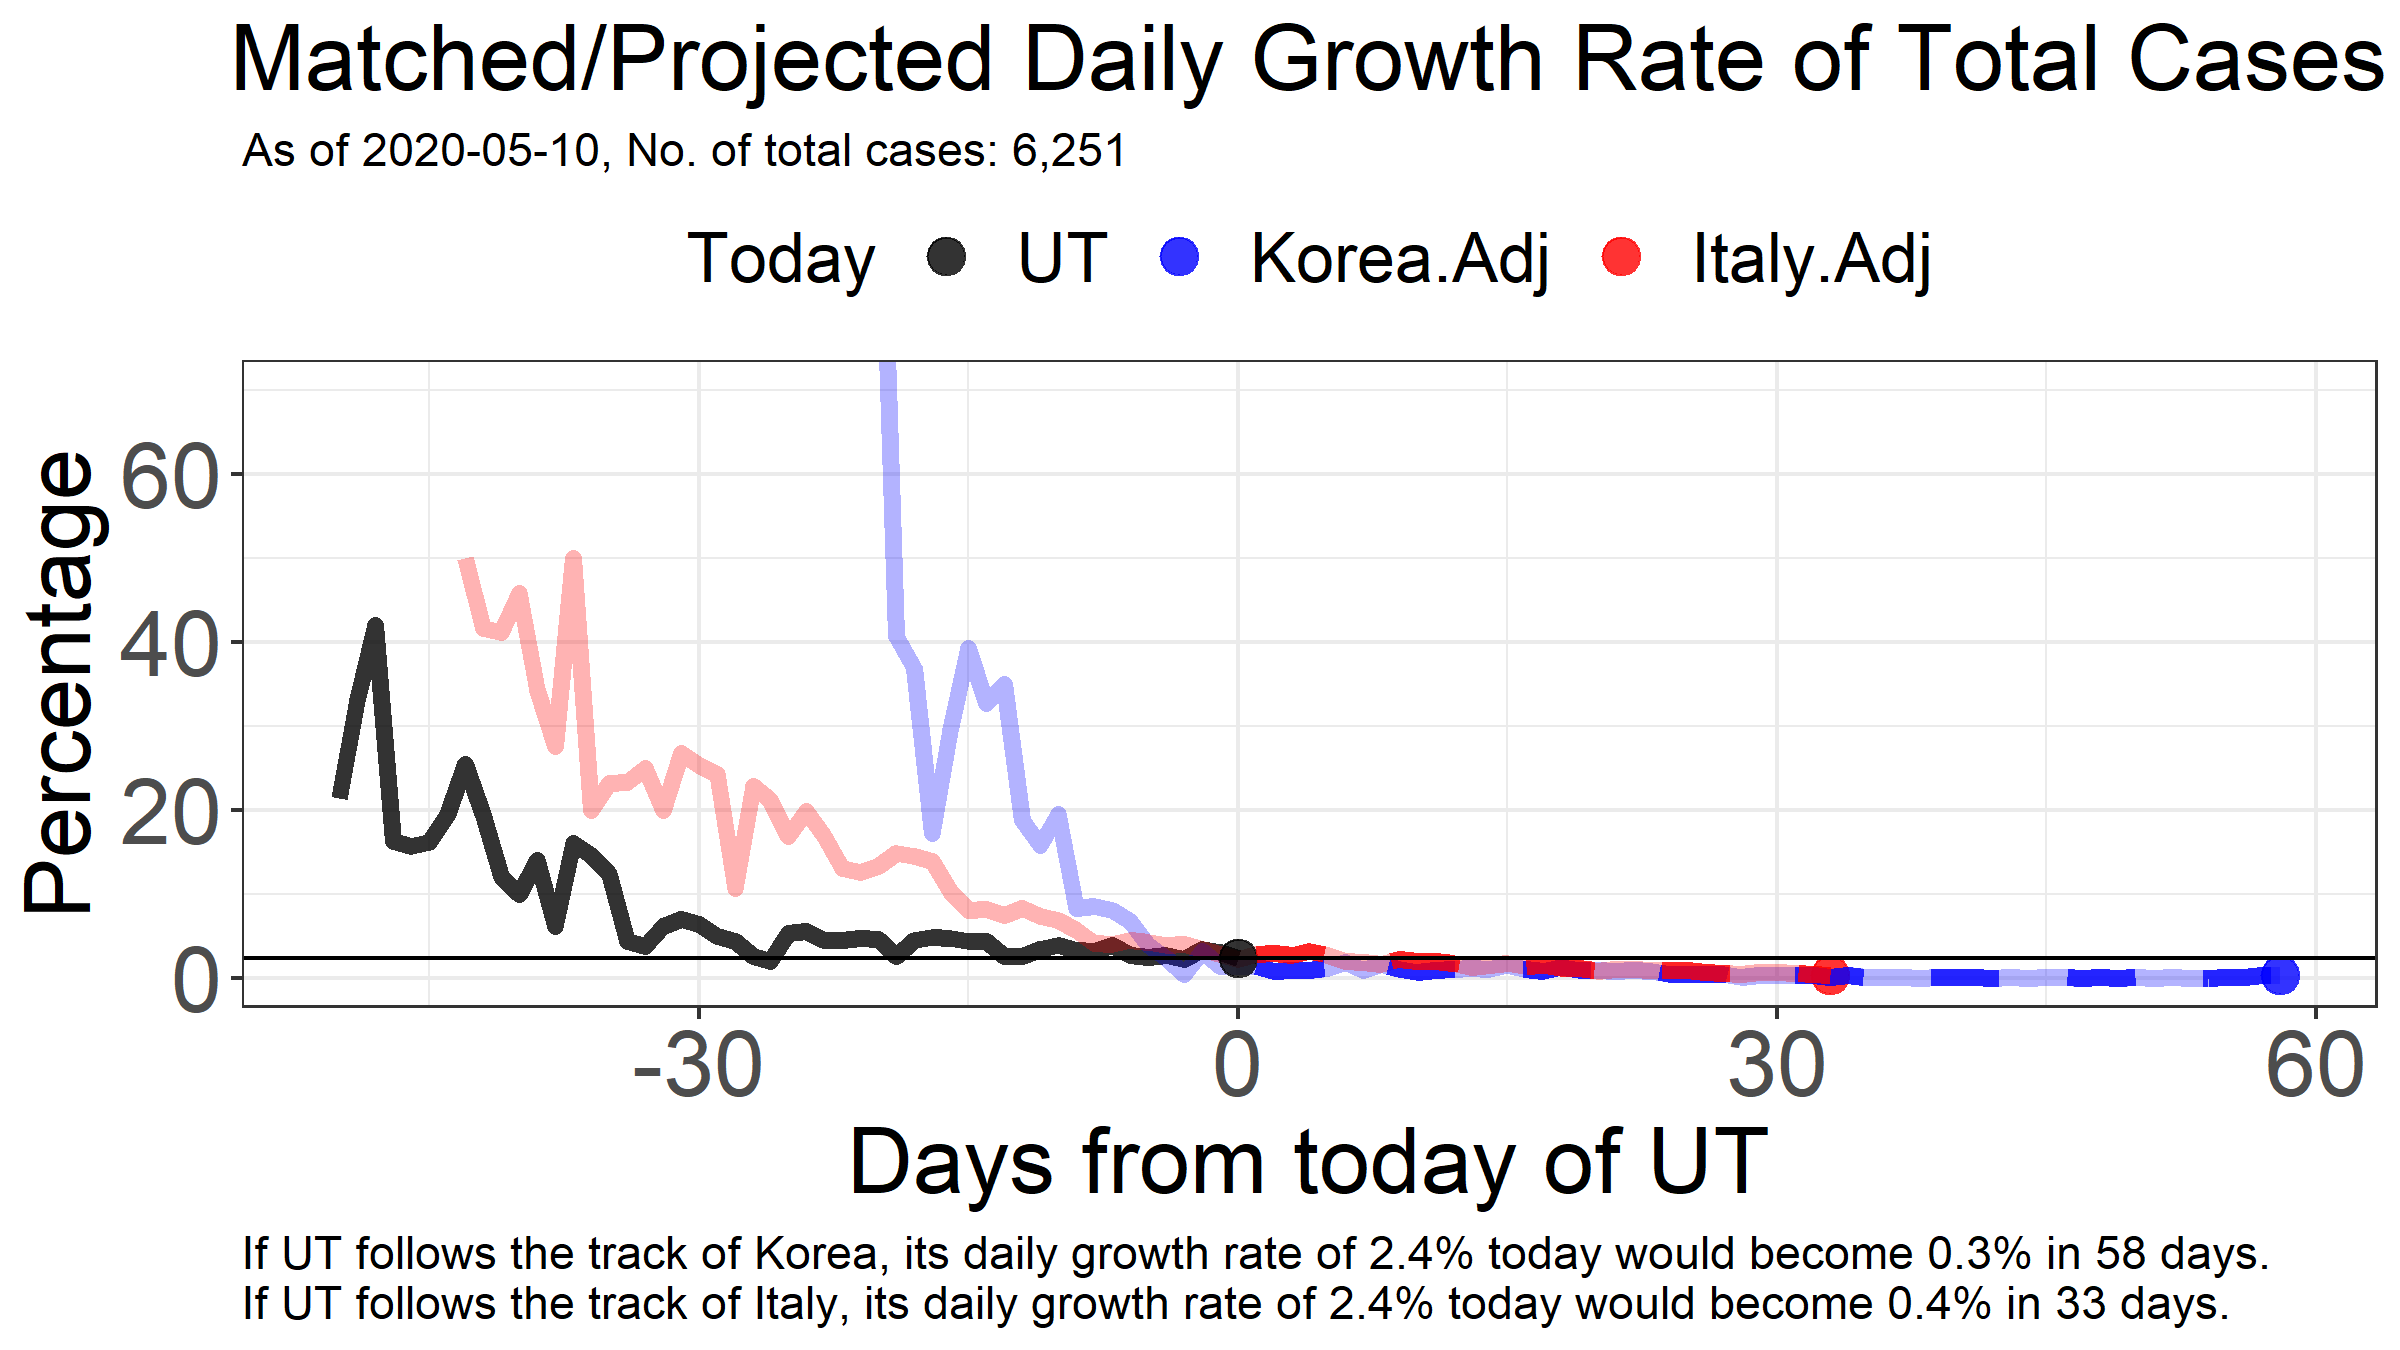 Matched/Projected Daily Growth Rate of Total Cases
As of 2020-05-10, No. of total cases: 6,251
Today UT Korea.Adj Italy.Adj
Percentage
60
40
20
0
-30 0 30 60
Days from today of UT
If UT follows the track of Korea, its daily growth rate of 2.4% today would become 0.3% in 58 days.
If UT follows the track of Italy, its daily growth rate of 2.4% today would become 0.4% in 33 days.